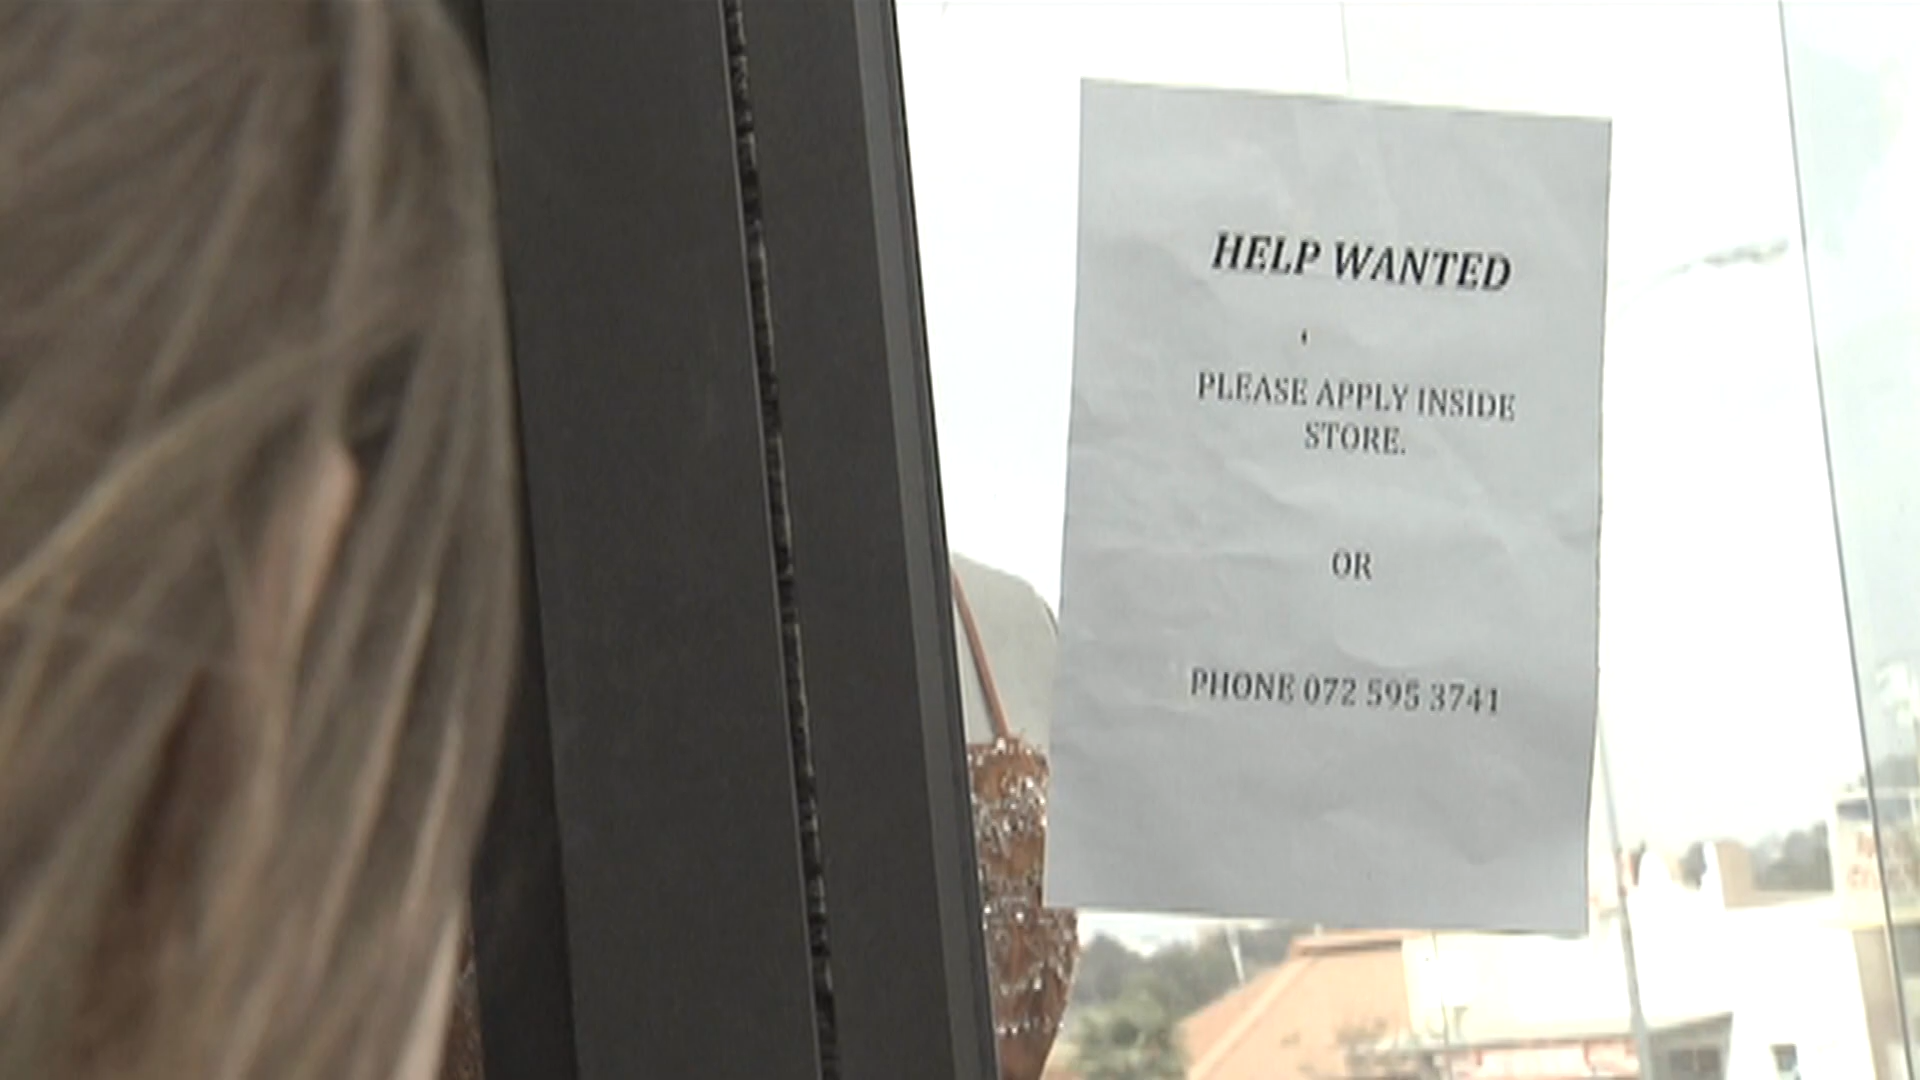 HELP WANTED
PLEASE APPLY INSIDE
STORE.
OR
PHONE 072 595 3741